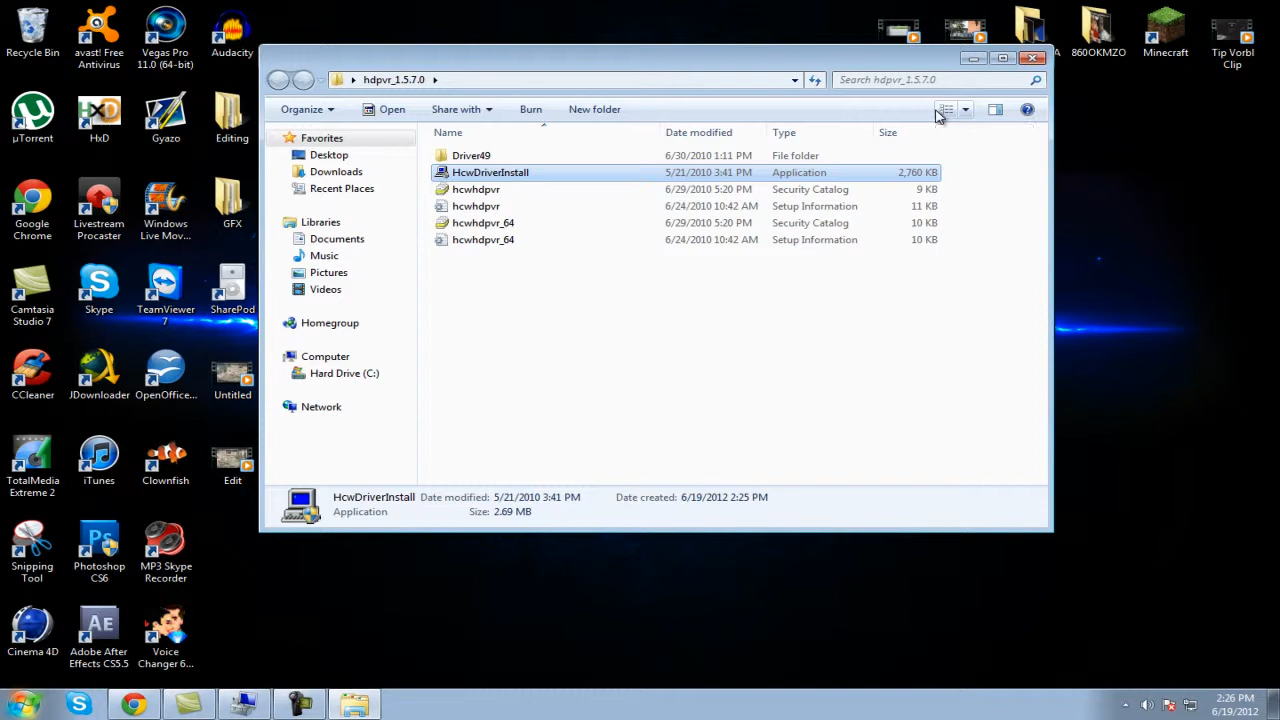 Recycle Bin
avast! Free
Antivirus
Vegas Pro
11.0 (64-bit)
Audacity
A
860OKMZO
Minecraft
Tip Vorbl
Clip
hdpvr_1.5.7.0
Search hdpvr_1.5.7.0
Organize
Open
Share with
Burn
New folder
Favorites
Desktop
Downloads
Recent Places
Libraries
Documents
Music
Pictures
Videos
Homegroup
Computer
Hard Drive (C:)
Network
Name Date modified Type Size
Driver49 6/30/2010 1:11 PM File folder
HcwDriverInstall 5/21/2010 3:41 PM Application 2,760 KB
hcwhdpvr 6/29/2010 5:20 PM Security Catalog 9 KB
hcwhdpvr 6/24/2010 10:42 AM Setup Information 11 KB
hcwhdpvr_64 6/29/2010 5:20 PM Security Catalog 10 KB
hcwhdpvr_64 6/24/2010 10:42 AM Setup Information 10 KB
HcwDriverInstall Date modified: 5/21/2010 3:41 PM Date created: 6/19/2012 2:25 PM
Application Size: 2.69 MB
µTorrent
HxD
Gyazo
Editing
Google
Chrome
Livestream
Procaster
Windows
Live Mov...
GFX
Camtasia
Studio 7
Skype
TeamViewer
7
SharePod
CCleaner
JDownloader
OpenOffice...
Untitled
TotalMedia
Extreme 2
iTunes
Clownfish
Edit
Snipping
Tool
Photoshop
CS6
MP3 Skype
Recorder
Cinema 4D
Adobe After
Effects CS5.5
Voice
Changer 6...
2:26 PM
6/19/2012